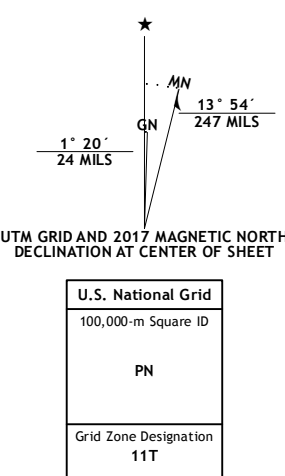 ★
MN
13° 54´
247 MILS
GN
1° 20´
24 MILS
UTM GRID AND 2017 MAGNETIC NORTH
DECLINATION AT CENTER OF SHEET
U.S. National Grid
100,000-m Square ID
PN
Grid Zone Designation
11T